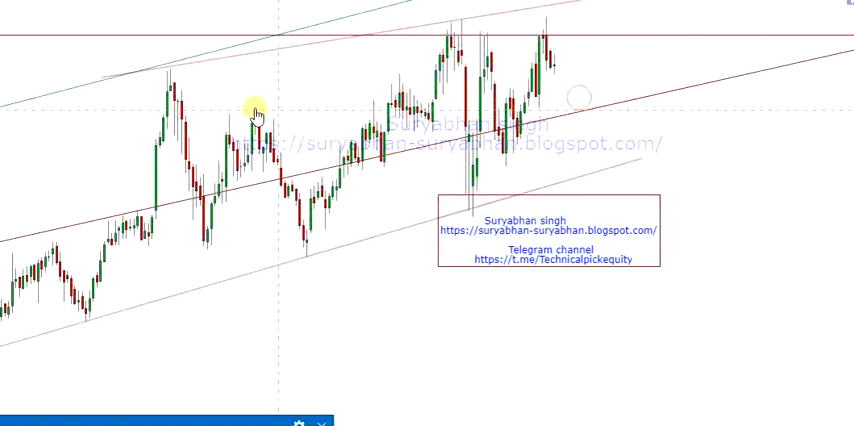 Suryabhan singh
https://suryabhan-suryabhan.blogspot.com/
Suryabhan singh
https://suryabhan-suryabhan.blogspot.com/
Telegram channel
https://t.me/Technicalpickequity